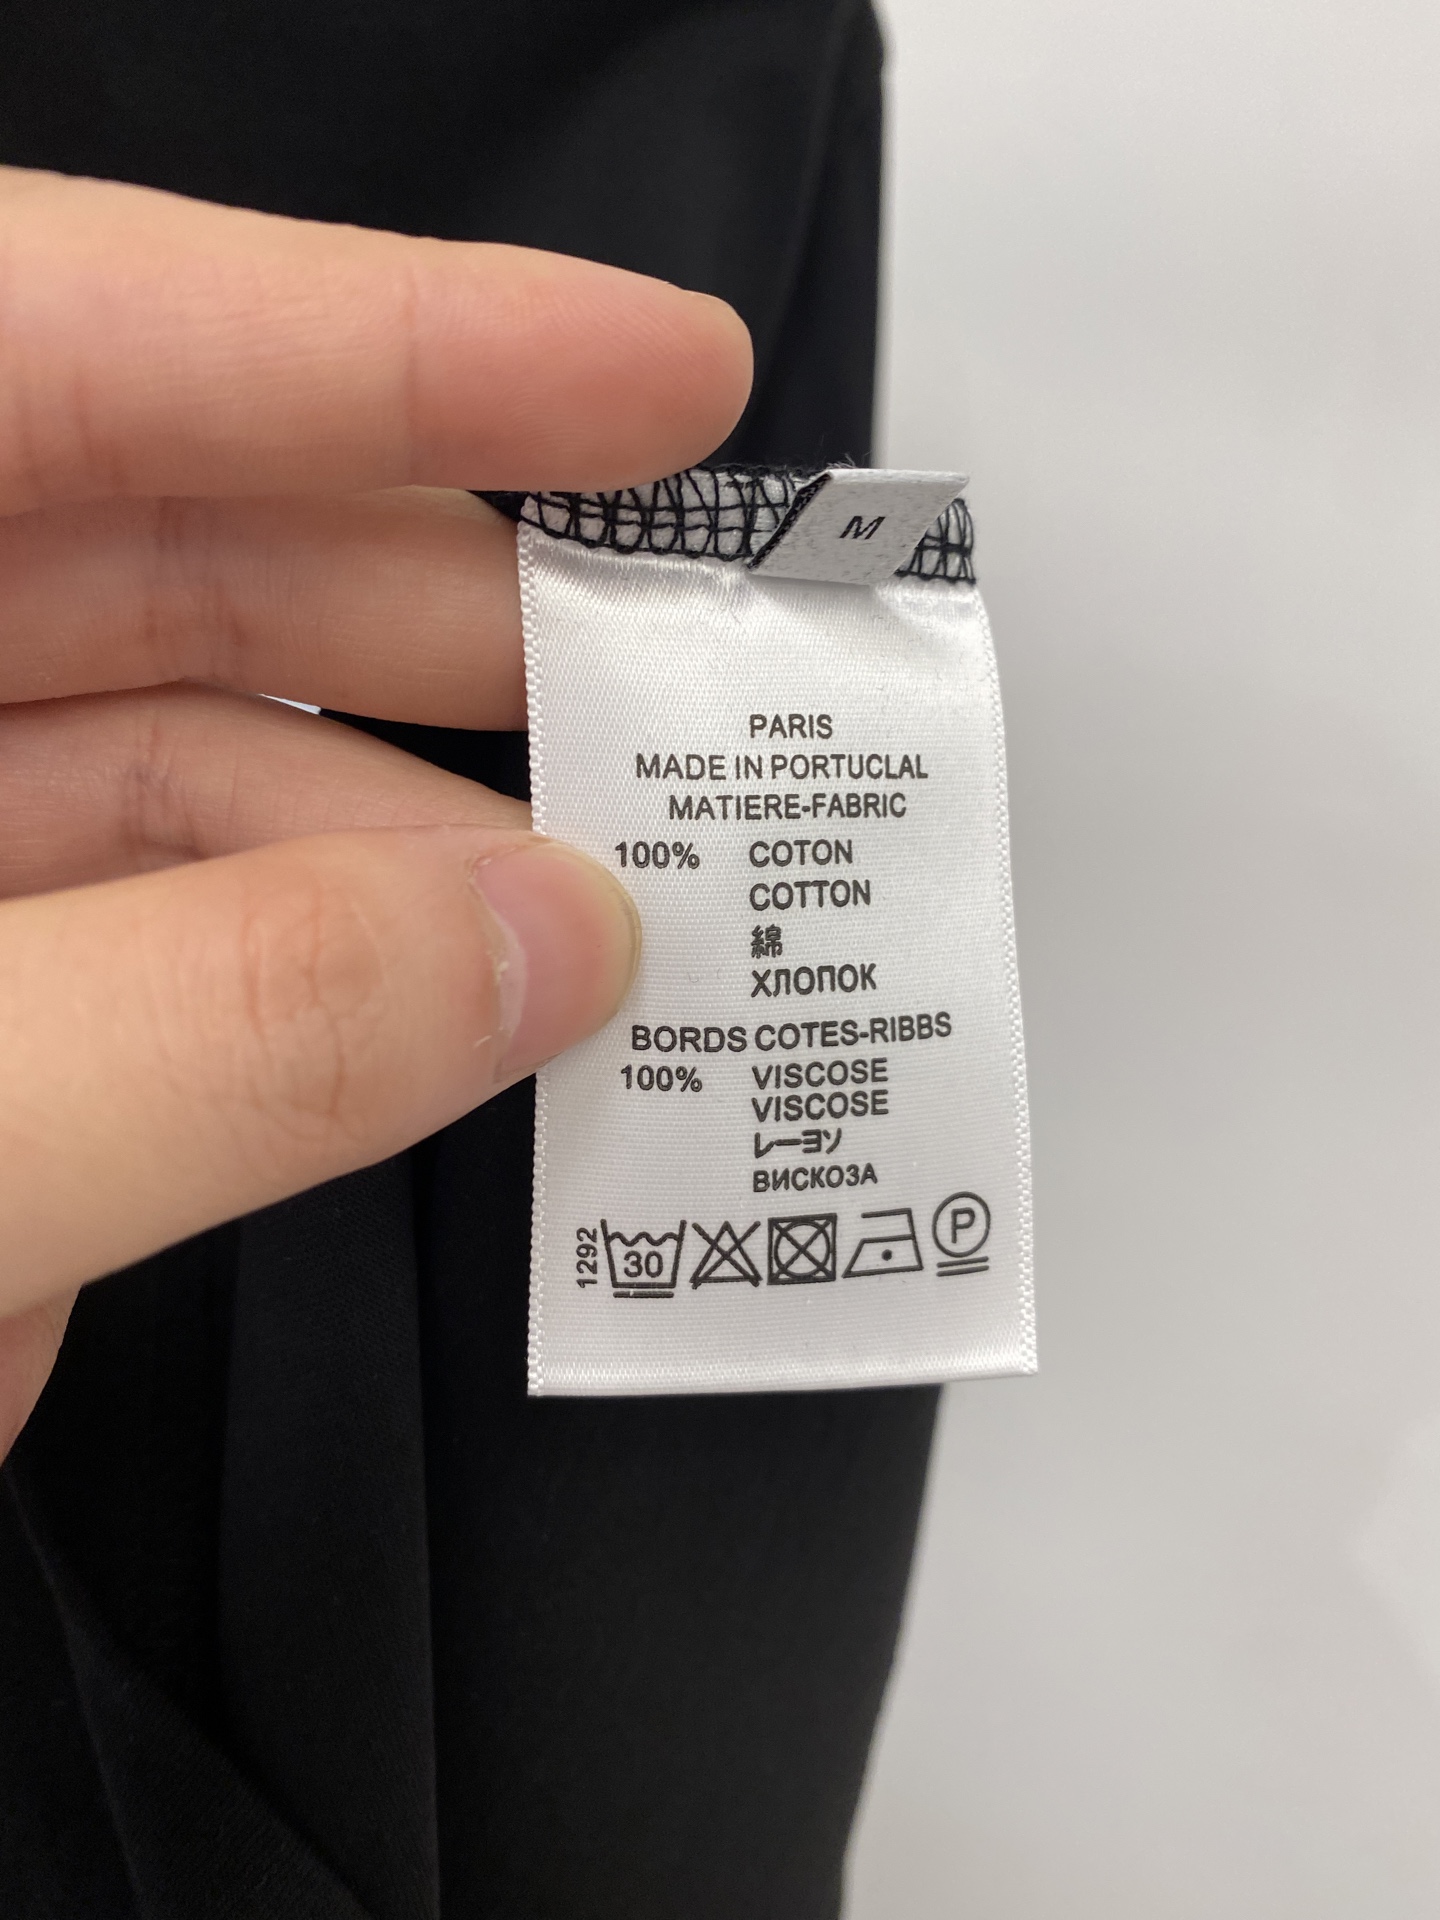 M
PARIS
MADE IN PORTUCLAL
MATIERE-FABRIC
100% COTON
COTTON
綿
ХЛОПОК
BORDS COTES-RIBBS
100% VISCOSE
VISCOSE
レーヨソ
ВИСКОЗА
1292 30 P